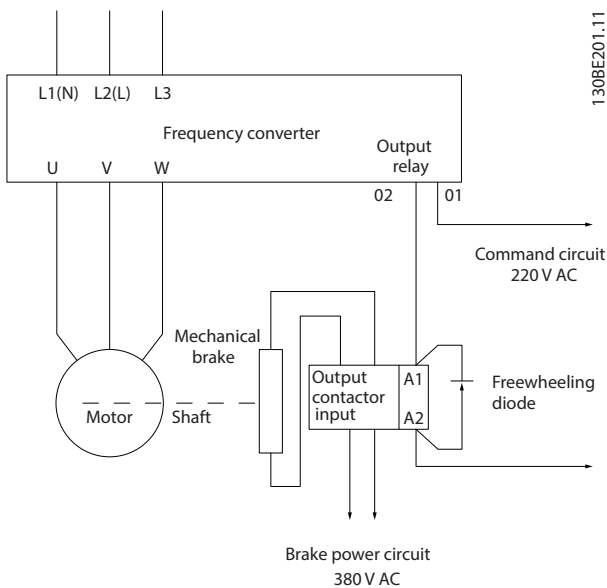 130BE201.11
L1(N) L2(L) L3
Frequency converter
Output
relay
U V W
02 01
Command circuit
220 V AC
Mechanical
brake
Output
contactor
input
A1
A2
Freewheeling
diode
Motor Shaft
Brake power circuit
380 V AC